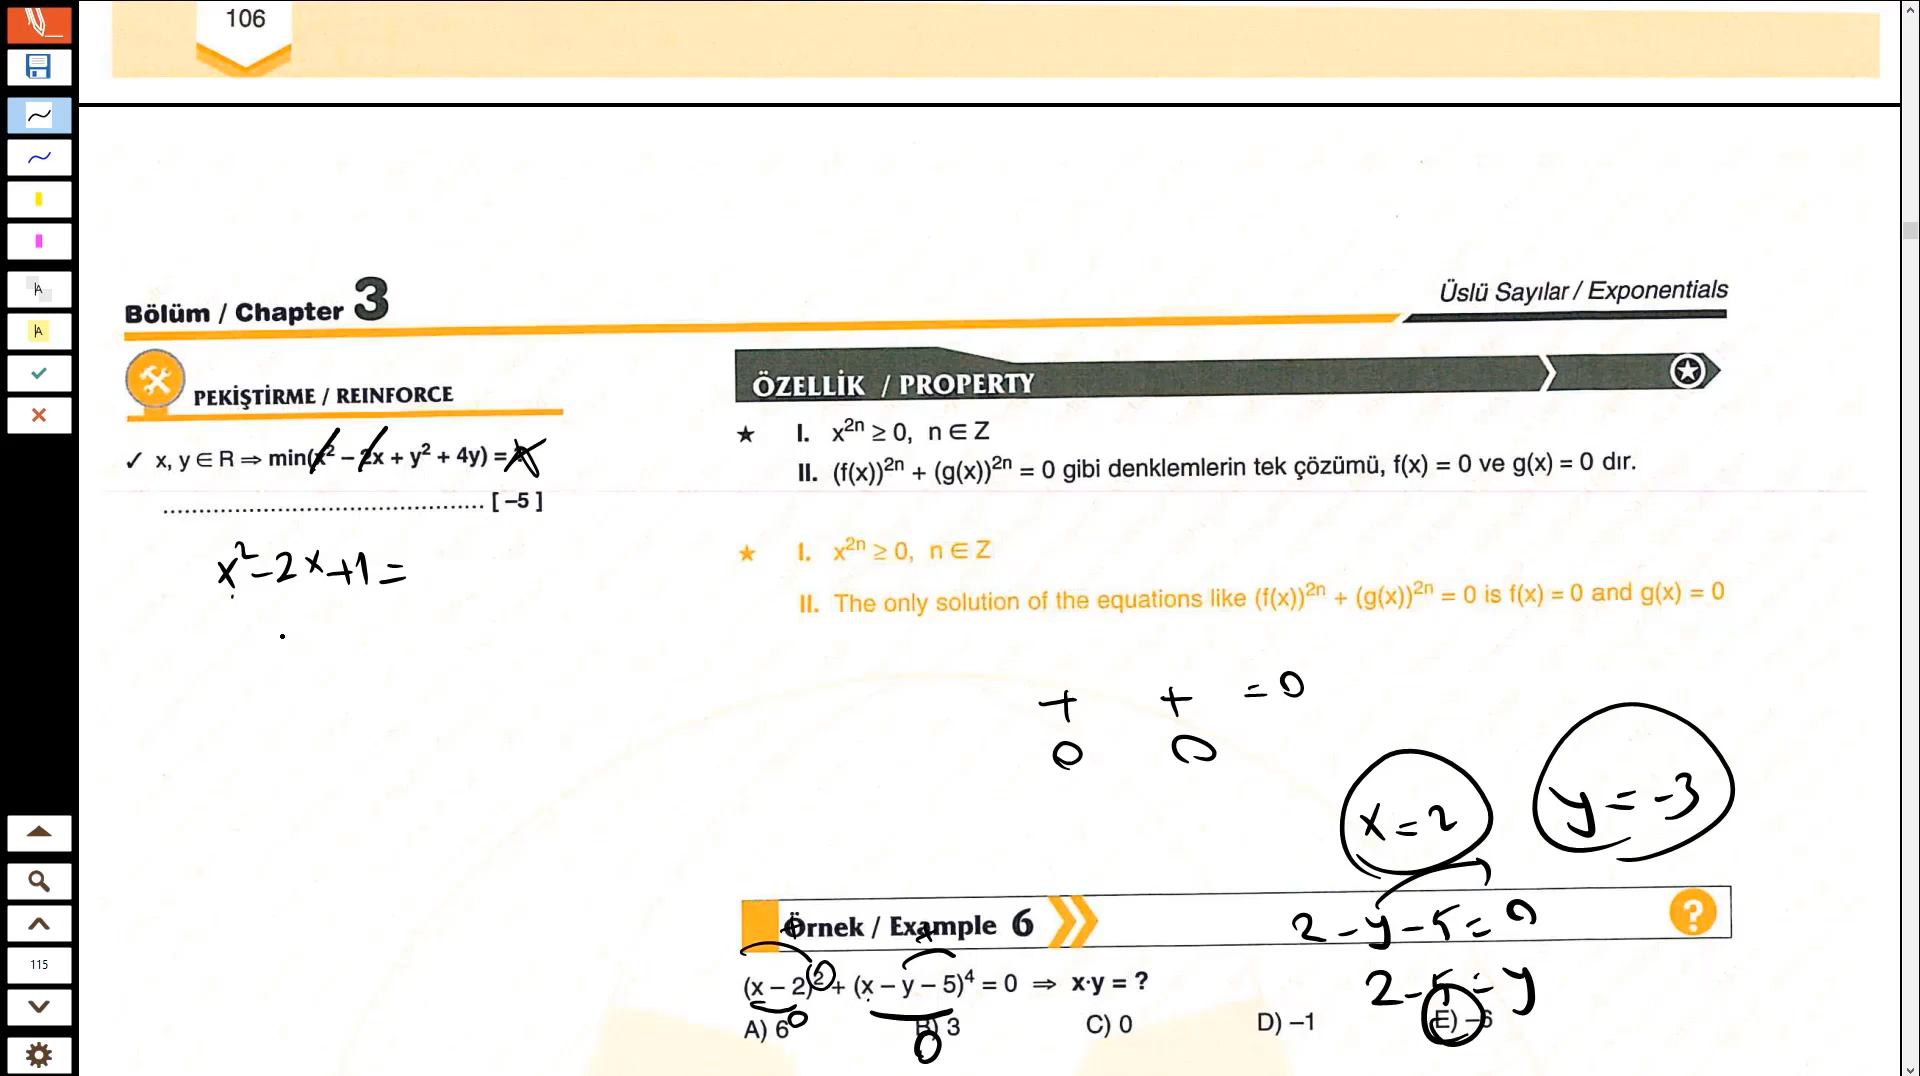 106
Bölüm / Chapter 3
Üslü Sayılar / Exponentials
PEKİŞTİRME / REINFORCE
✓ x, y ∈ R ⇒ min(x² – 2x + y² + 4y) =
[ –5 ]
x² - 2x + 1 =
ÖZELLİK / PROPERTY
★ I. x²ⁿ ≥ 0, n ∈ Z
II. (f(x))²ⁿ + (g(x))²ⁿ = 0 gibi denklemlerin tek çözümü, f(x) = 0 ve g(x) = 0 dır.
★ I. x²ⁿ ≥ 0, n ∈ Z
II. The only solution of the equations like (f(x))²ⁿ + (g(x))²ⁿ = 0 is f(x) = 0 and g(x) = 0
+ + = 0
0 0
x = 2
y = -3
Örnek / Example 6
2 - y - 5 = 0
2 - 5 = y
(x – 2)² + (x – y – 5)⁴ = 0 ⇒ x·y = ?
0
A) 6 B) 3 C) 0 D) –1 E) –6
0
115